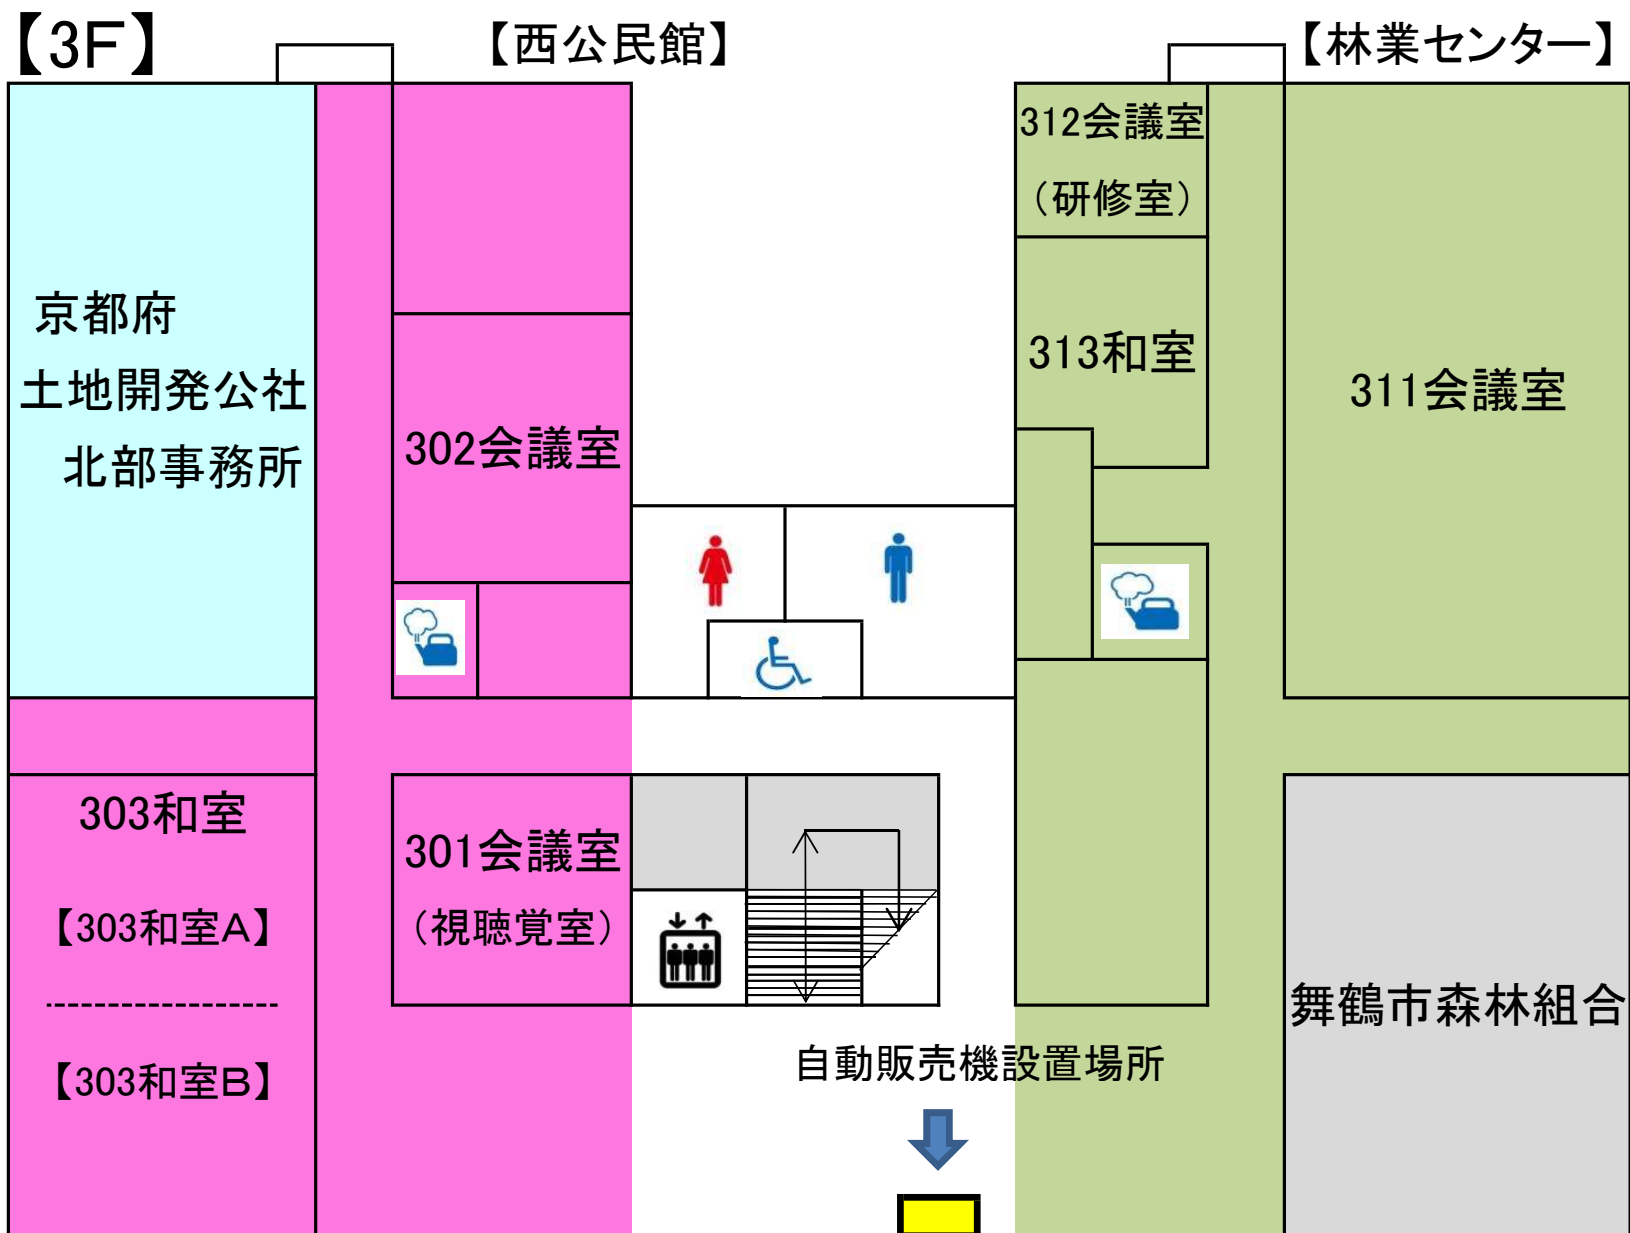 【3F】
【西公民館】
【林業センター】
京都府
土地開発公社
北部事務所
302会議室
312会議室
（研修室）
313和室
311会議室
303和室
【303和室A】
【303和室B】
301会議室
（視聴覚室）
舞鶴市森林組合
自動販売機設置場所